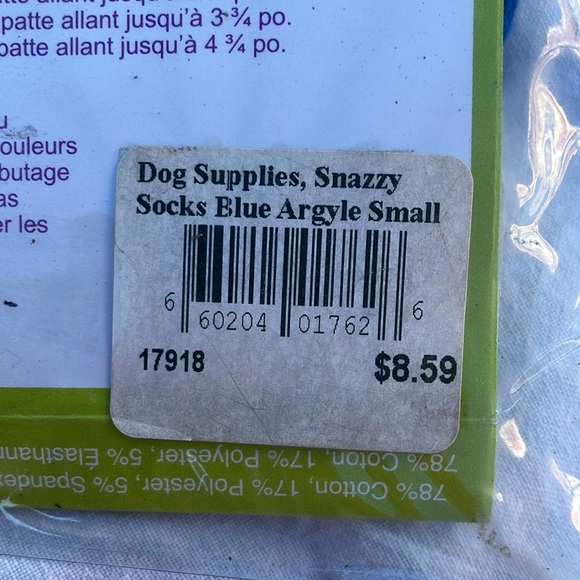 patte allant jusqu'à 3 ¾ po.
patte allant jusqu'à 4 ¾ po.
ouleurs
butage
as
er les
Dog Supplies, Snazzy
Socks Blue Argyle Small
6 60204 01762 6
17918 $8.59
78% Coton, 17% Polyester, 5% Élasthann
78% Cotton, 17% Polyester, 5% Spandex